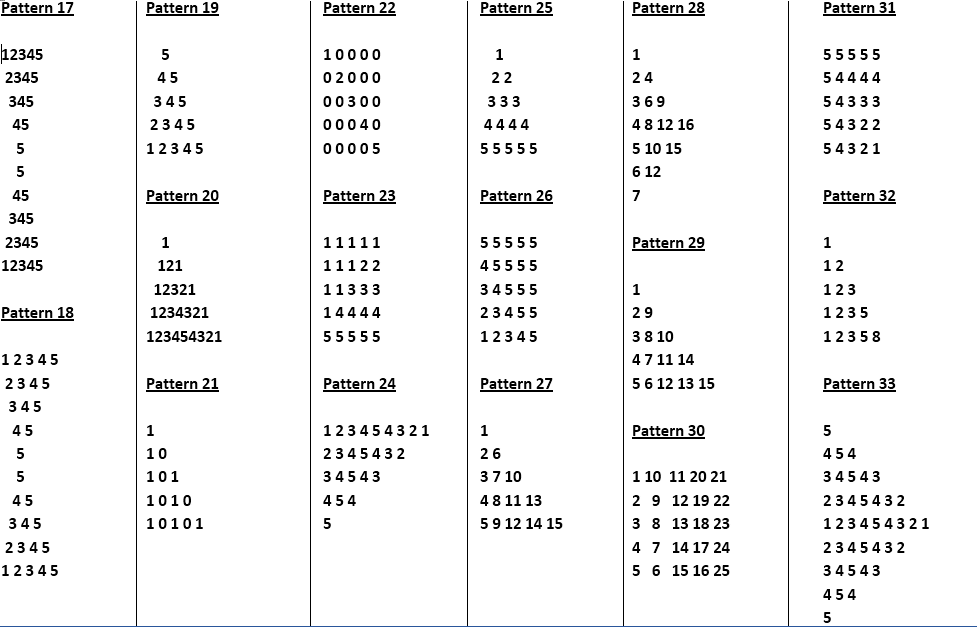 Pattern 17
12345
2345
345
45
5
5
45
345
2345
12345
Pattern 18
1 2 3 4 5
2 3 4 5
3 4 5
4 5
5
5
4 5
3 4 5
2 3 4 5
1 2 3 4 5
Pattern 19
5
4 5
3 4 5
2 3 4 5
1 2 3 4 5
Pattern 20
1
121
12321
1234321
123454321
Pattern 21
1
1 0
1 0 1
1 0 1 0
1 0 1 0 1
Pattern 22
1 0 0 0 0
0 2 0 0 0
0 0 3 0 0
0 0 0 4 0
0 0 0 0 5
Pattern 23
1 1 1 1 1
1 1 1 2 2
1 1 3 3 3
1 4 4 4 4
5 5 5 5 5
Pattern 24
1 2 3 4 5 4 3 2 1
2 3 4 5 4 3 2
3 4 5 4 3
4 5 4
5
Pattern 25
1
2 2
3 3 3
4 4 4 4
5 5 5 5 5
Pattern 26
5 5 5 5 5
4 5 5 5 5
3 4 5 5 5
2 3 4 5 5
1 2 3 4 5
Pattern 27
1
2 6
3 7 10
4 8 11 13
5 9 12 14 15
Pattern 28
1
2 4
3 6 9
4 8 12 16
5 10 15
6 12
7
Pattern 29
1
2 9
3 8 10
4 7 11 14
5 6 12 13 15
Pattern 30
1 10 11 20 21
2 9 12 19 22
3 8 13 18 23
4 7 14 17 24
5 6 15 16 25
Pattern 31
5 5 5 5 5
5 4 4 4 4
5 4 3 3 3
5 4 3 2 2
5 4 3 2 1
Pattern 32
1
1 2
1 2 3
1 2 3 5
1 2 3 5 8
Pattern 33
5
4 5 4
3 4 5 4 3
2 3 4 5 4 3 2
1 2 3 4 5 4 3 2 1
2 3 4 5 4 3 2
3 4 5 4 3
4 5 4
5